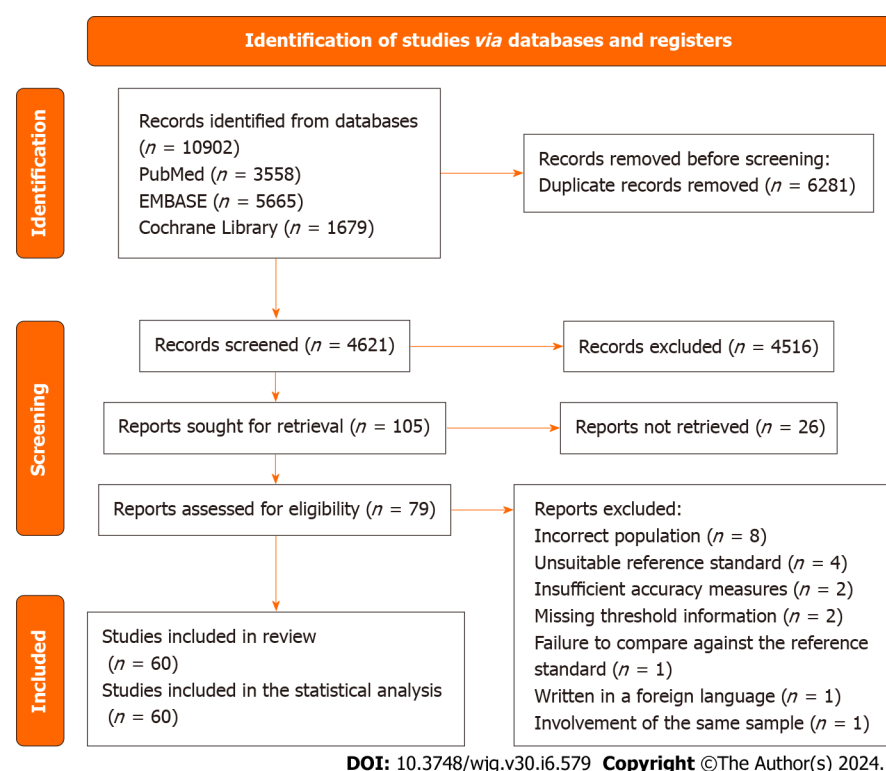 Identification of studies via databases and registers
Identification
Records identified from databases
(n = 10902)
PubMed (n = 3558)
EMBASE (n = 5665)
Cochrane Library (n = 1679)
Records removed before screening:
Duplicate records removed (n = 6281)
Screening
Records screened (n = 4621)
Records excluded (n = 4516)
Reports sought for retrieval (n = 105)
Reports not retrieved (n = 26)
Reports assessed for eligibility (n = 79)
Reports excluded:
Incorrect population (n = 8)
Unsuitable reference standard (n = 4)
Insufficient accuracy measures (n = 2)
Missing threshold information (n = 2)
Failure to compare against the reference
standard (n = 1)
Written in a foreign language (n = 1)
Involvement of the same sample (n = 1)
Included
Studies included in review
(n = 60)
Studies included in the statistical analysis
(n = 60)
DOI: 10.3748/wjg.v30.i6.579 Copyright ©The Author(s) 2024.